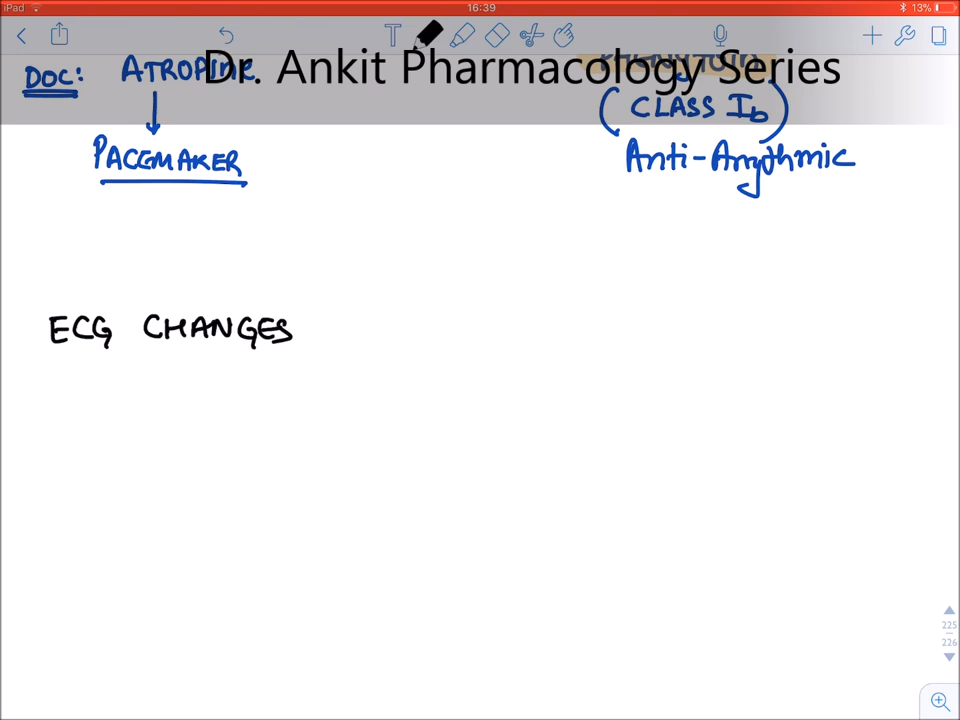 iPad 16:39 13%
Dr. Ankit Pharmacology Series
DOC: ATROPINE
PACEMAKER
(CLASS Ib)
Anti-Arrythmic
ECG CHANGES
225
226